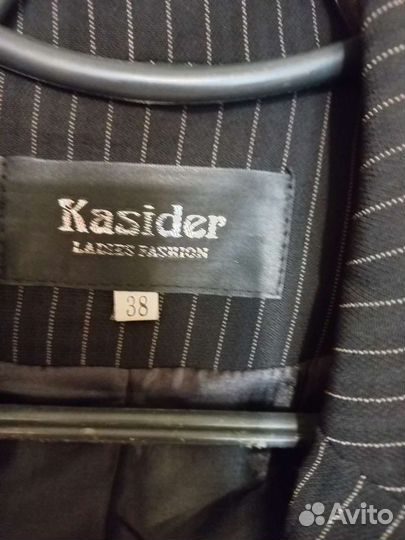 Kasider
LADIES FASHION
38
Avito